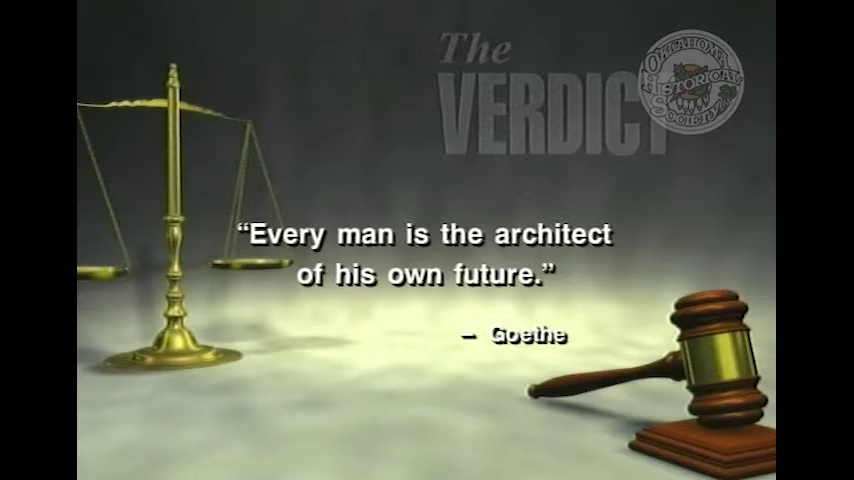 The
VERDICT
OKLAHOMA
HISTORICAL
SOCIETY
“Every man is the architect
of his own future.”
– Goethe